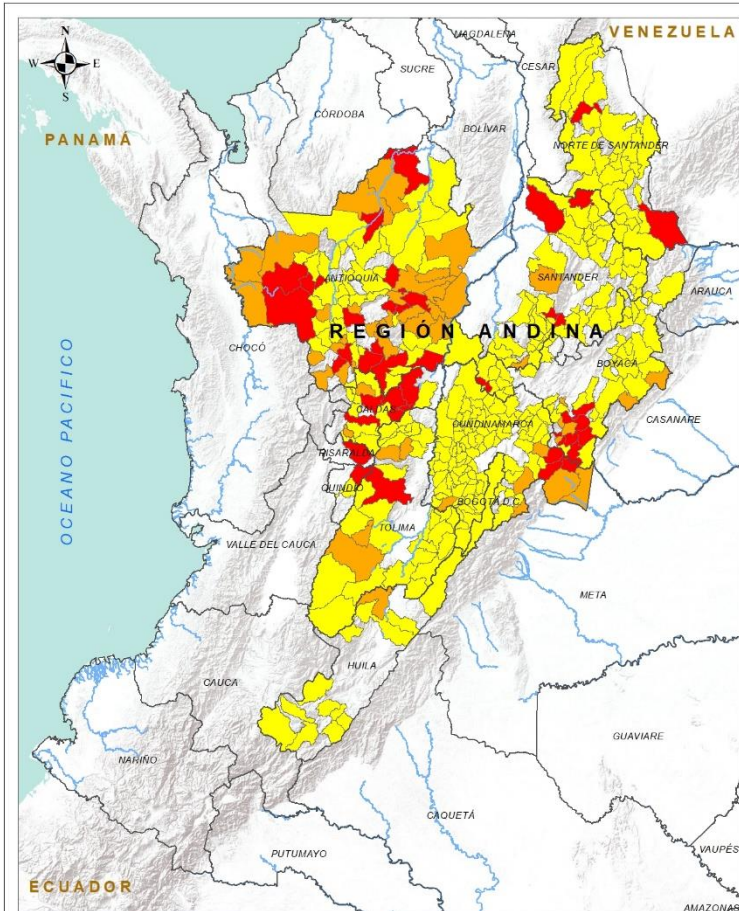 VENEZUELA
MAGDALENA
CESAR
SUCRE
N
W E
S
CÓRDOBA
BOLÍVAR
PANAMÁ
NORTE DE SANTANDER
ANTIOQUIA
SANTANDER
ARAUCA
REGIÓN ANDINA
CHOCÓ
BOYACA
OCEANO PACIFICO
CALDAS
CUNDINAMARCA
CASANARE
RISARALDA
QUINDIO
BOGOTÁ D.C.
TOLIMA
VALLE DEL CAUCA
META
HUILA
CAUCA
GUAVIARE
NARIÑO
CAQUETÁ
VAUPÉS
PUTUMAYO
ECUADOR
AMAZONAS